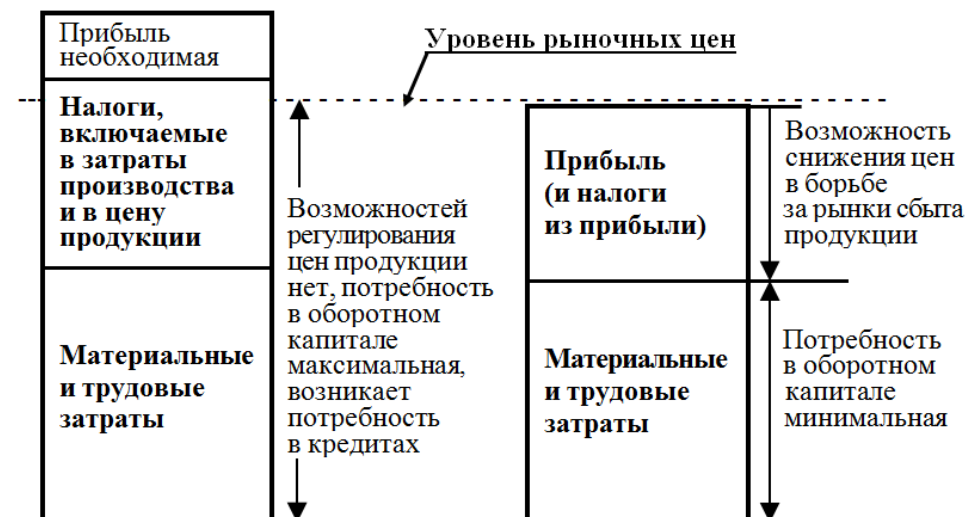 Прибыль
необходимая
Уровень рыночных цен
Налоги,
включаемые
в затраты
производства
и в цену
продукции
Материальные
и трудовые
затраты
Возможностей
регулирования
цен продукции
нет, потребность
в оборотном
капитале
максимальная,
возникает
потребность
в кредитах
Прибыль
(и налоги
из прибыли)
Материальные
и трудовые
затраты
Возможность
снижения цен
в борьбе
за рынки сбыта
продукции
Потребность
в оборотном
капитале
минимальная